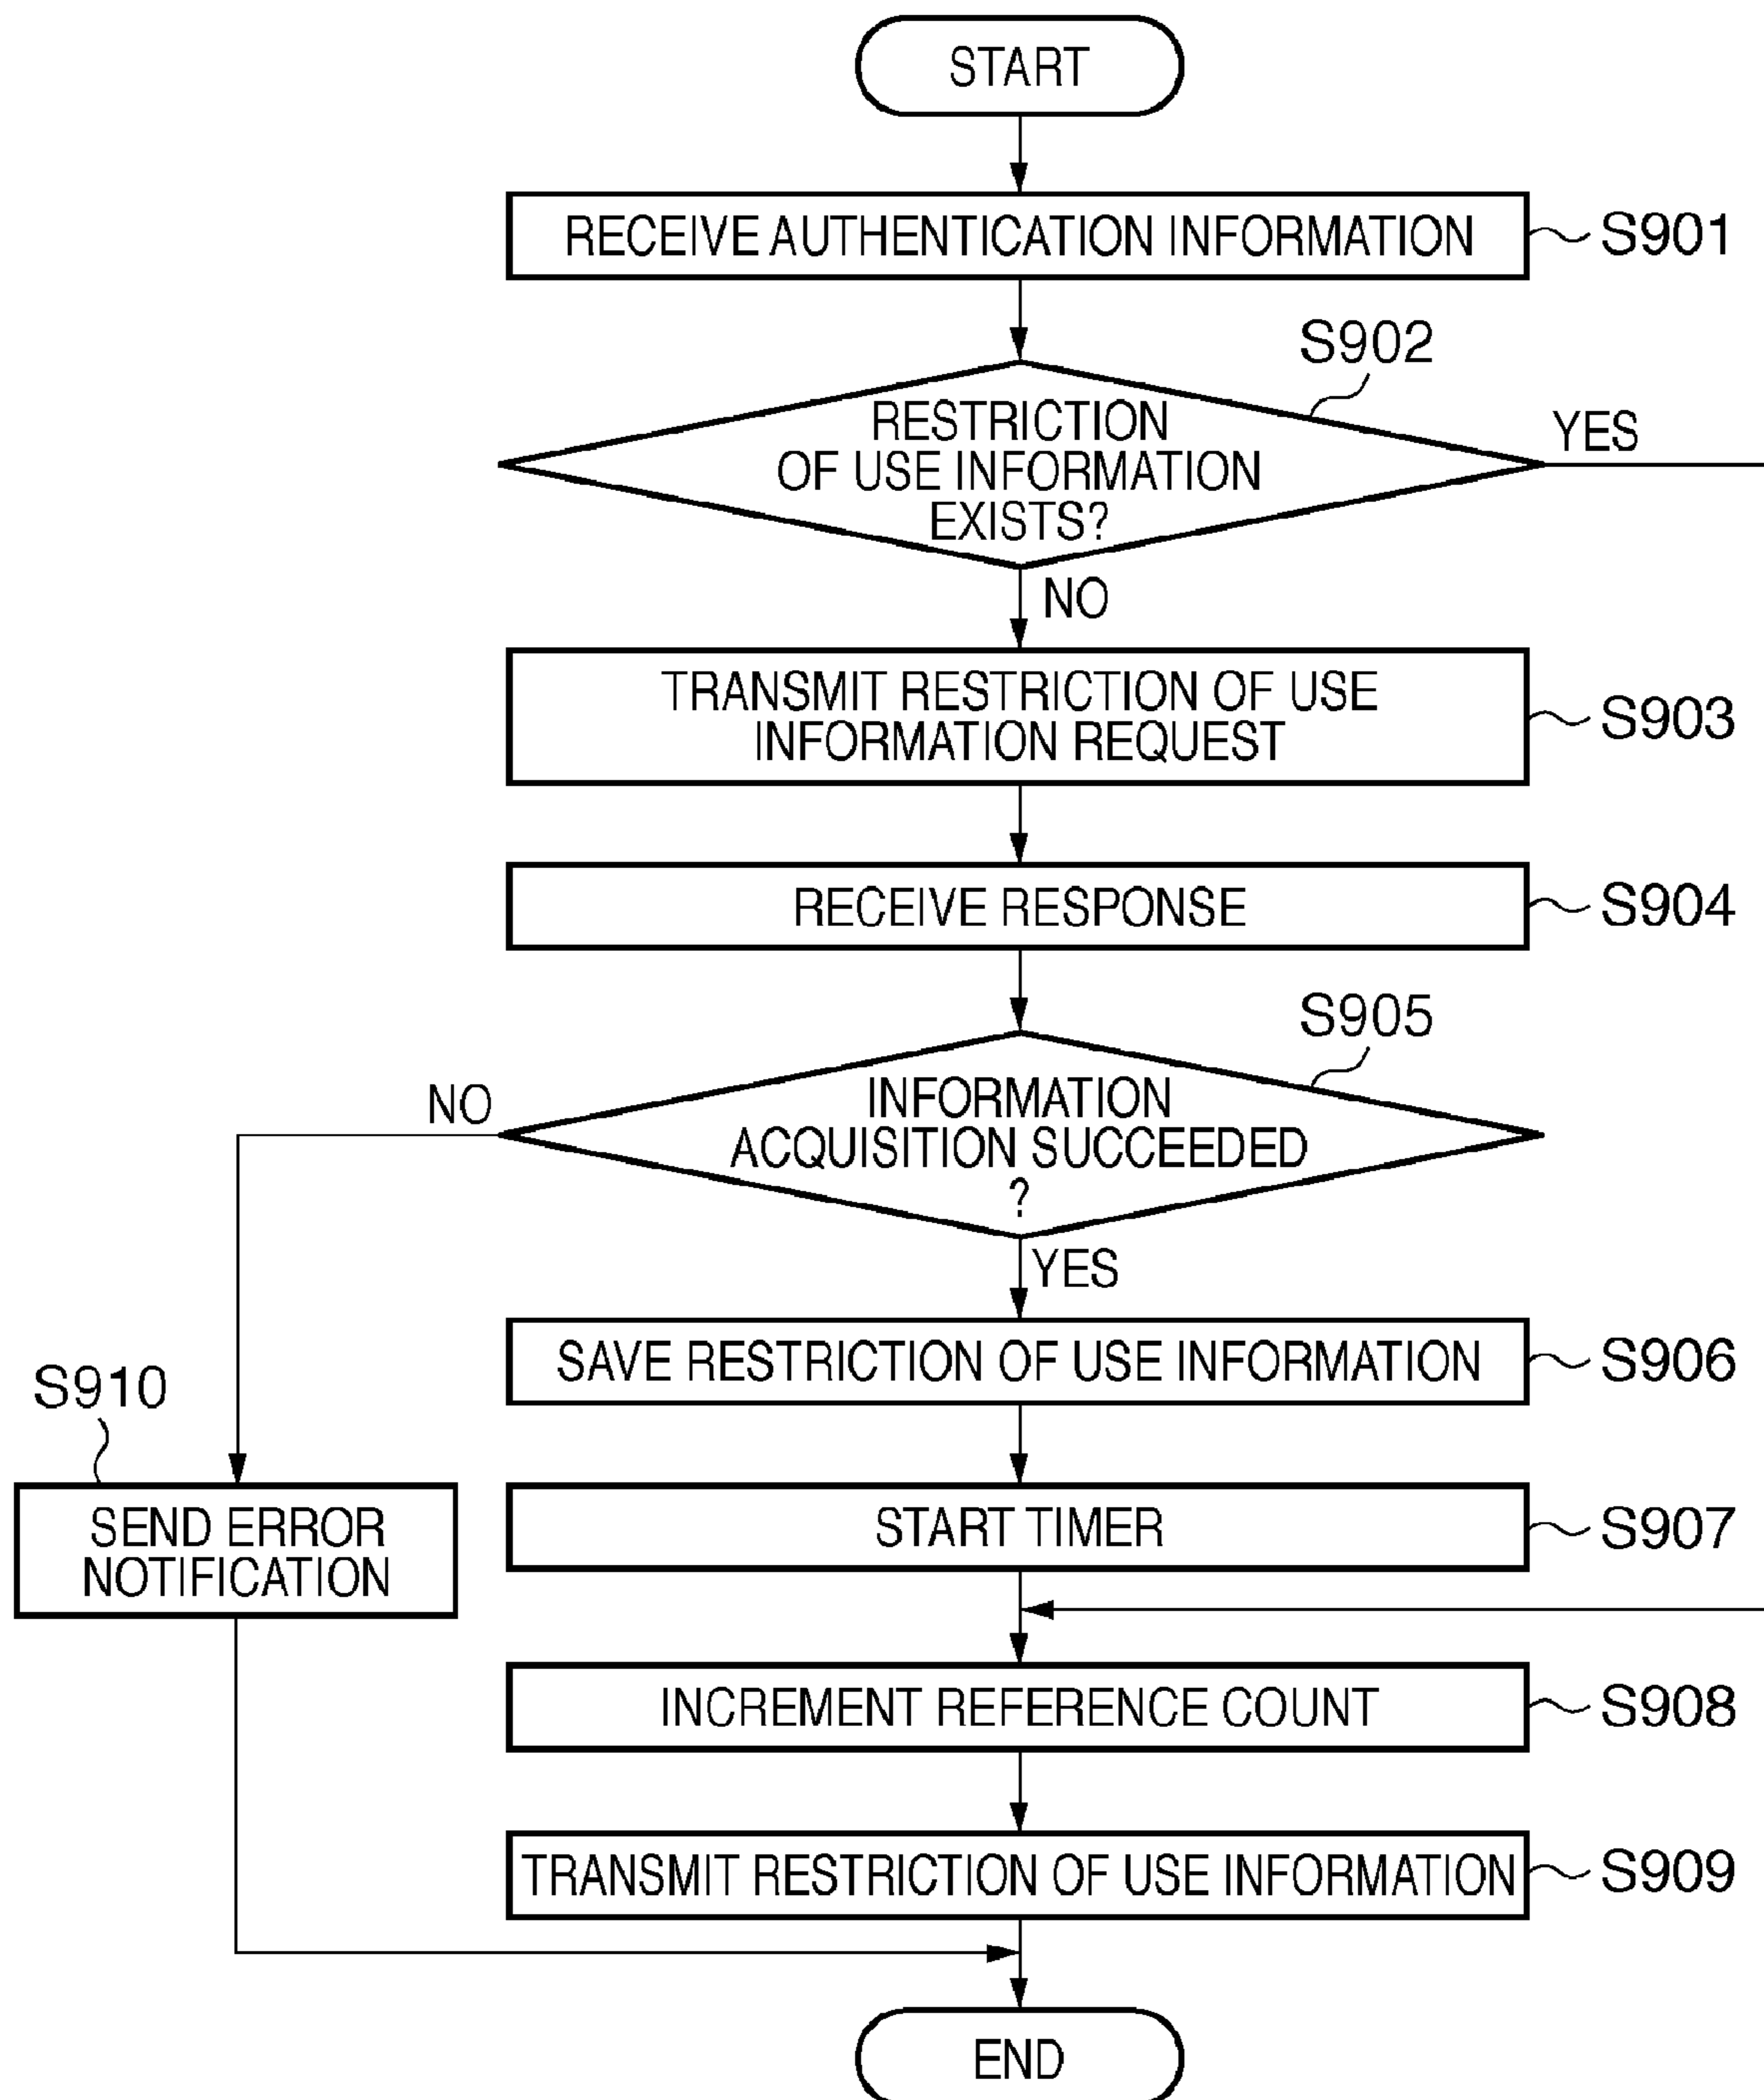 START
RECEIVE AUTHENTICATION INFORMATION
S901
S902
RESTRICTION
OF USE INFORMATION
EXISTS?
YES
NO
TRANSMIT RESTRICTION OF USE
INFORMATION REQUEST
S903
RECEIVE RESPONSE
S904
S905
INFORMATION
ACQUISITION SUCCEEDED
?
NO
YES
SAVE RESTRICTION OF USE INFORMATION
S906
S910
SEND ERROR
NOTIFICATION
START TIMER
S907
INCREMENT REFERENCE COUNT
S908
TRANSMIT RESTRICTION OF USE INFORMATION
S909
END